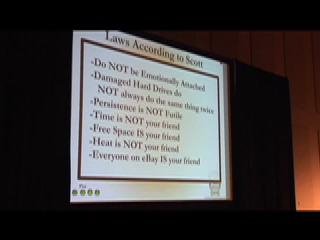 Laws According to Scott
-Do NOT be Emotionally Attached
-Damaged Hard Drives do
NOT always do the same thing twice
-Persistence is NOT Futile
-Time is NOT your friend
-Free Space IS your friend
-Heat is NOT your friend
-Everyone on eBay IS your friend